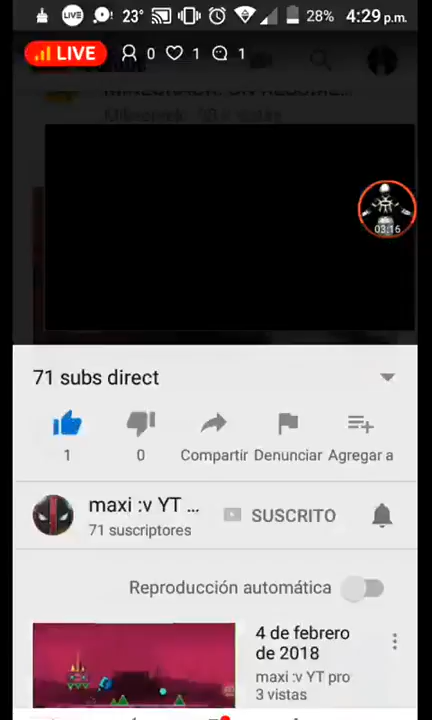 LIVE 23° 28% 4:29 p.m.
LIVE 0 1 1
03:16
71 subs direct
1 0 Compartir Denunciar Agregar a
maxi :v YT ...
SUSCRITO
71 suscriptores
Reproducción automática
4 de febrero
de 2018
maxi :v YT pro
3 vistas